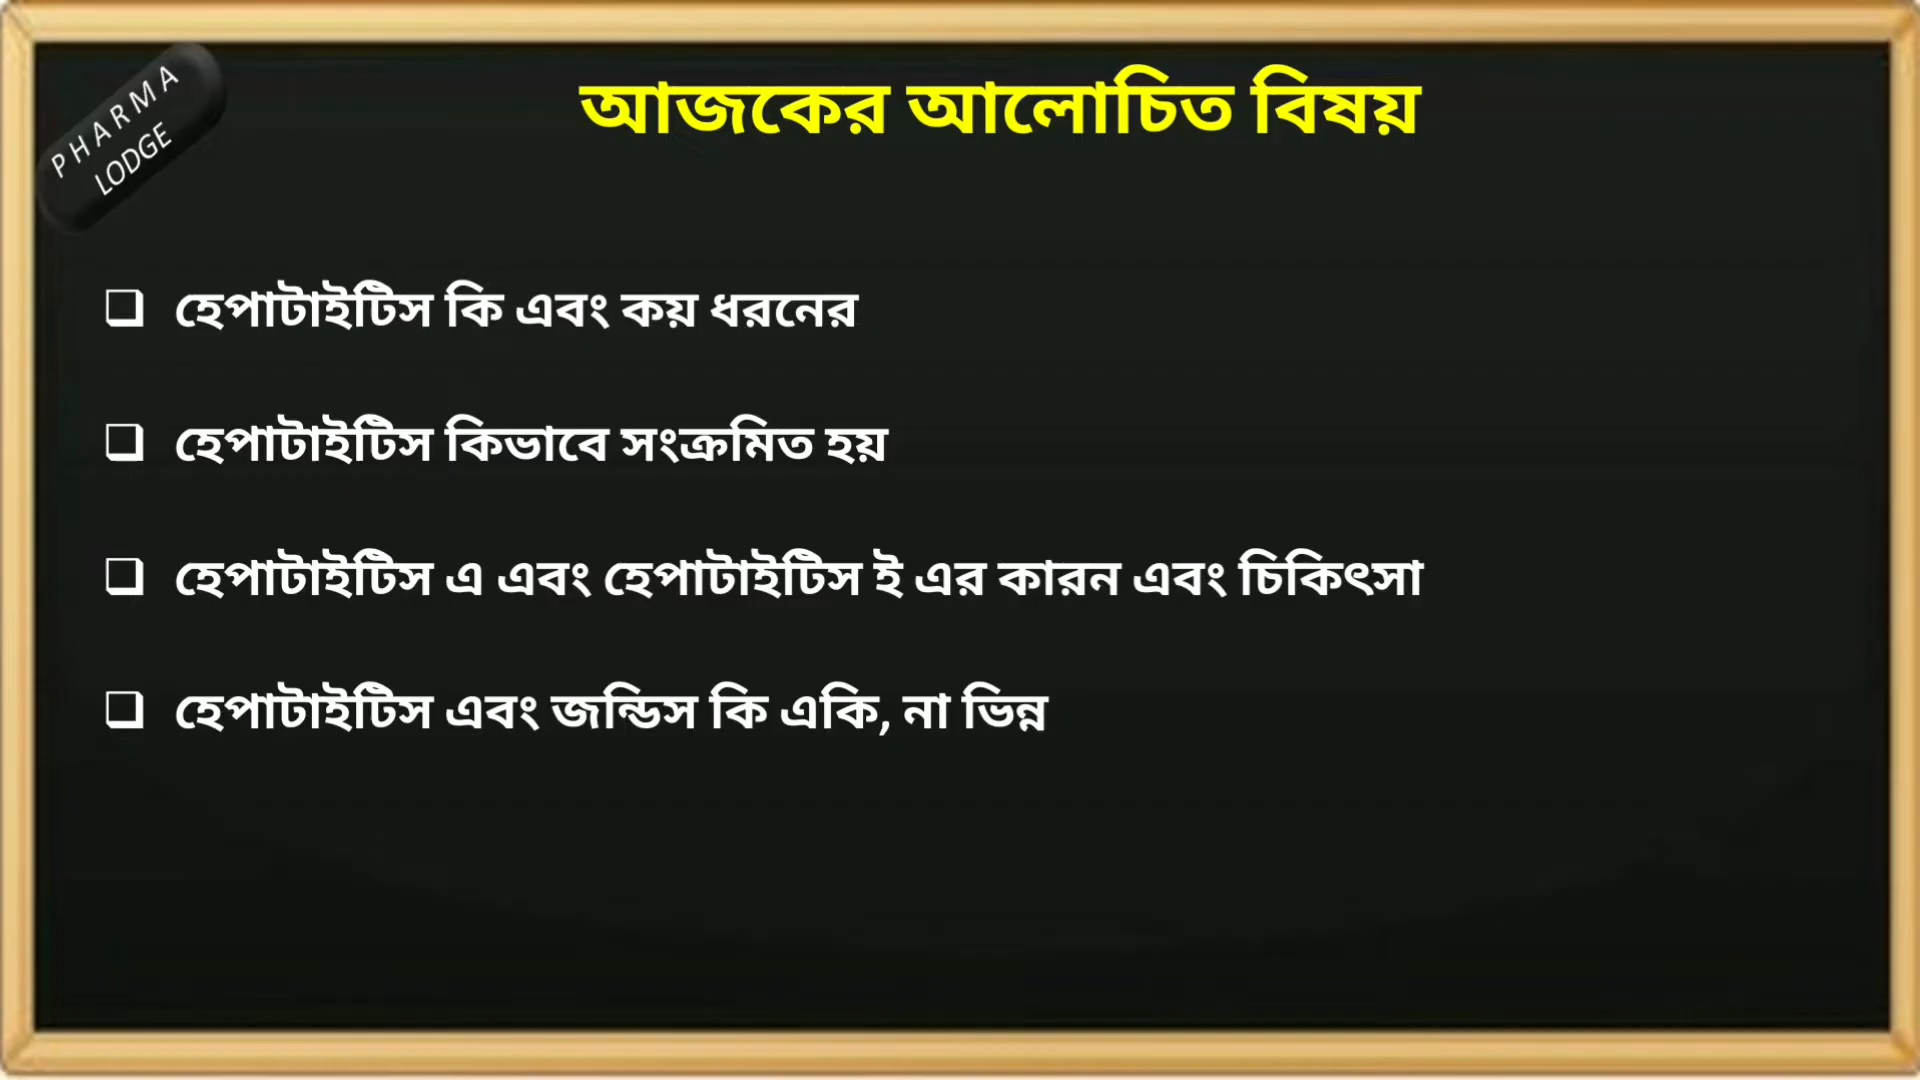 PHARMA
LODGE
আজকের আলোচিত বিষয়
❑ হেপাটাইটিস কি এবং কয় ধরনের
❑ হেপাটাইটিস কিভাবে সংক্রমিত হয়
❑ হেপাটাইটিস এ এবং হেপাটাইটিস ই এর কারন এবং চিকিৎসা
❑ হেপাটাইটিস এবং জন্ডিস কি একি, না ভিন্ন